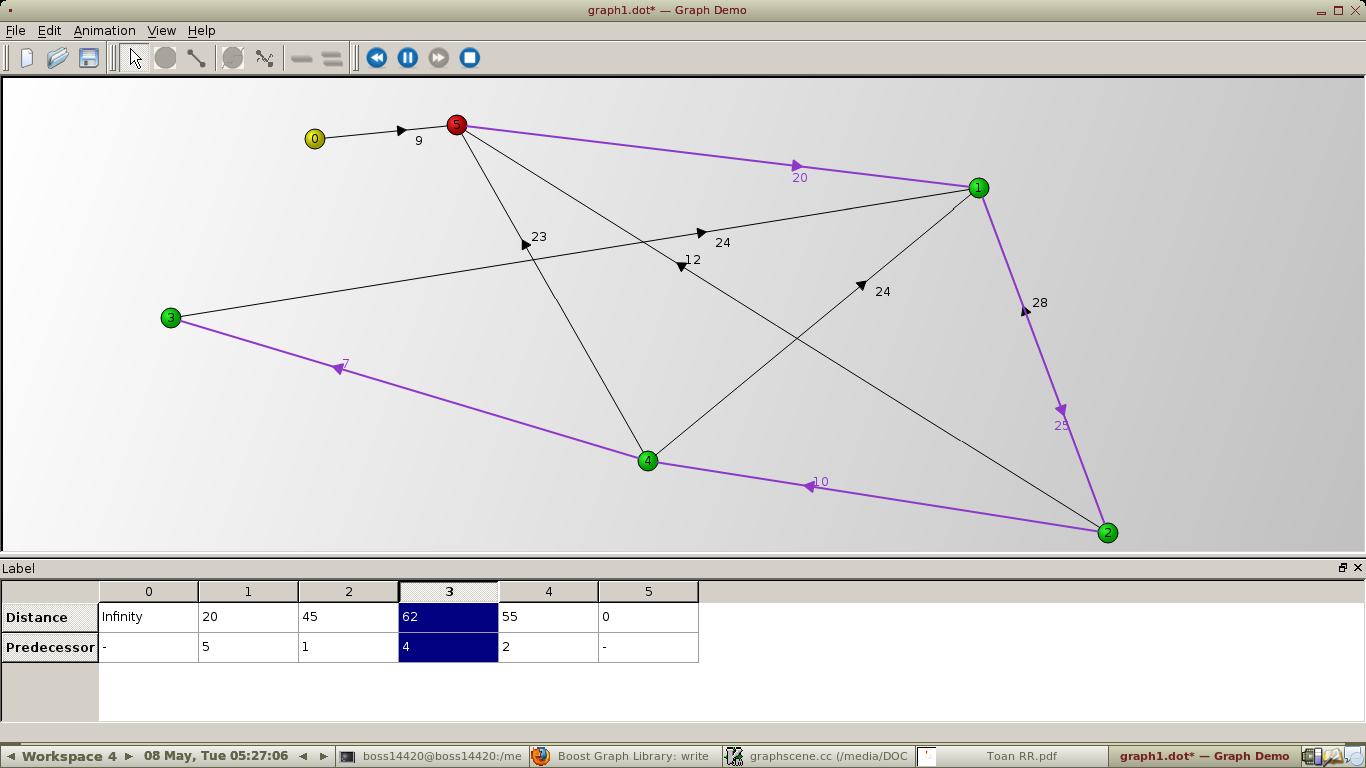 graph1.dot* — Graph Demo
File Edit Animation View Help
0
9
5
20
1
23
24
12
24
28
3
7
25
4
10
2
Label
0 1 2 3 4 5
Distance Infinity 20 45 62 55 0
Predecessor - 5 1 4 2 -
Workspace 4 08 May, Tue 05:27:06 boss14420@boss14420:/me Boost Graph Library: write graphscene.cc (/media/DOC Toan RR.pdf graph1.dot* — Graph Demo